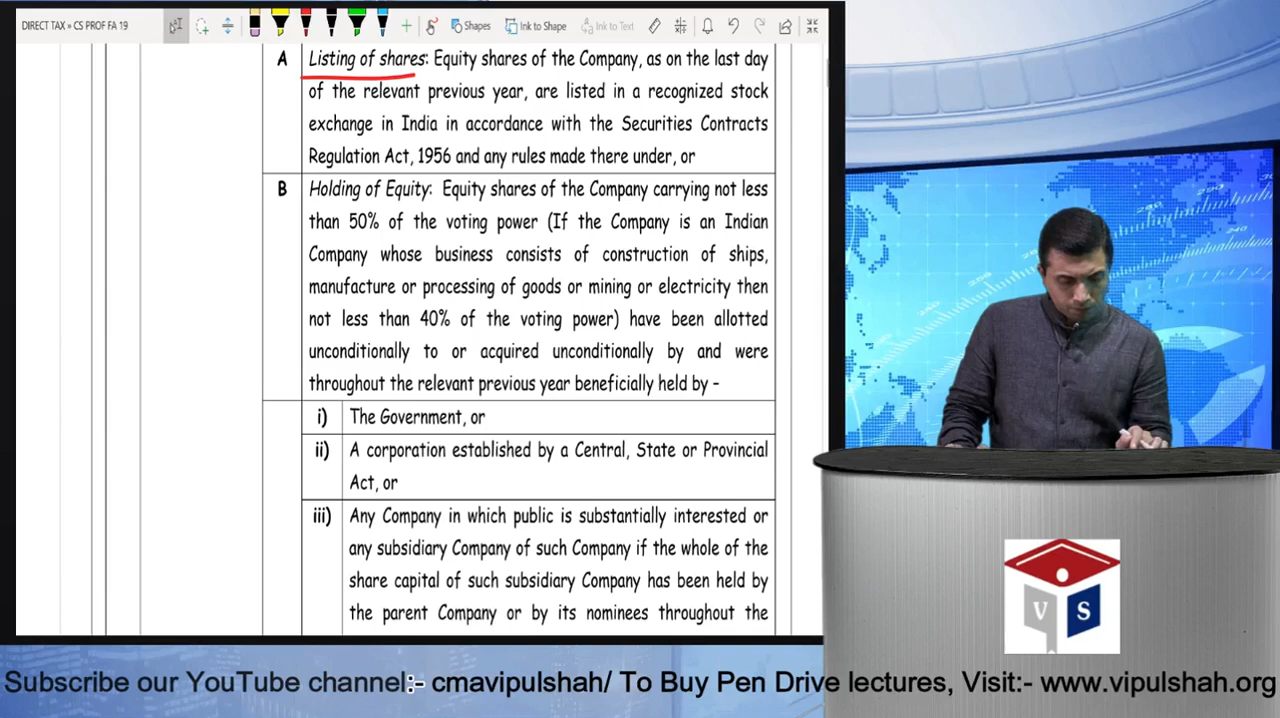 DIRECT TAX » CS PROF FA 19
Shapes
Ink to Shape
Ink to Text
A Listing of shares: Equity shares of the Company, as on the last day
of the relevant previous year, are listed in a recognized stock
exchange in India in accordance with the Securities Contracts
Regulation Act, 1956 and any rules made there under, or
B Holding of Equity: Equity shares of the Company carrying not less
than 50% of the voting power (If the Company is an Indian
Company whose business consists of construction of ships,
manufacture or processing of goods or mining or electricity then
not less than 40% of the voting power) have been allotted
unconditionally to or acquired unconditionally by and were
throughout the relevant previous year beneficially held by -
i) The Government, or
ii) A corporation established by a Central, State or Provincial
Act, or
iii) Any Company in which public is substantially interested or
any subsidiary Company of such Company if the whole of the
share capital of such subsidiary Company has been held by
the parent Company or by its nominees throughout the
V S
Subscribe our YouTube channel:- cmavipulshah/ To Buy Pen Drive lectures, Visit:- www.vipulshah.org